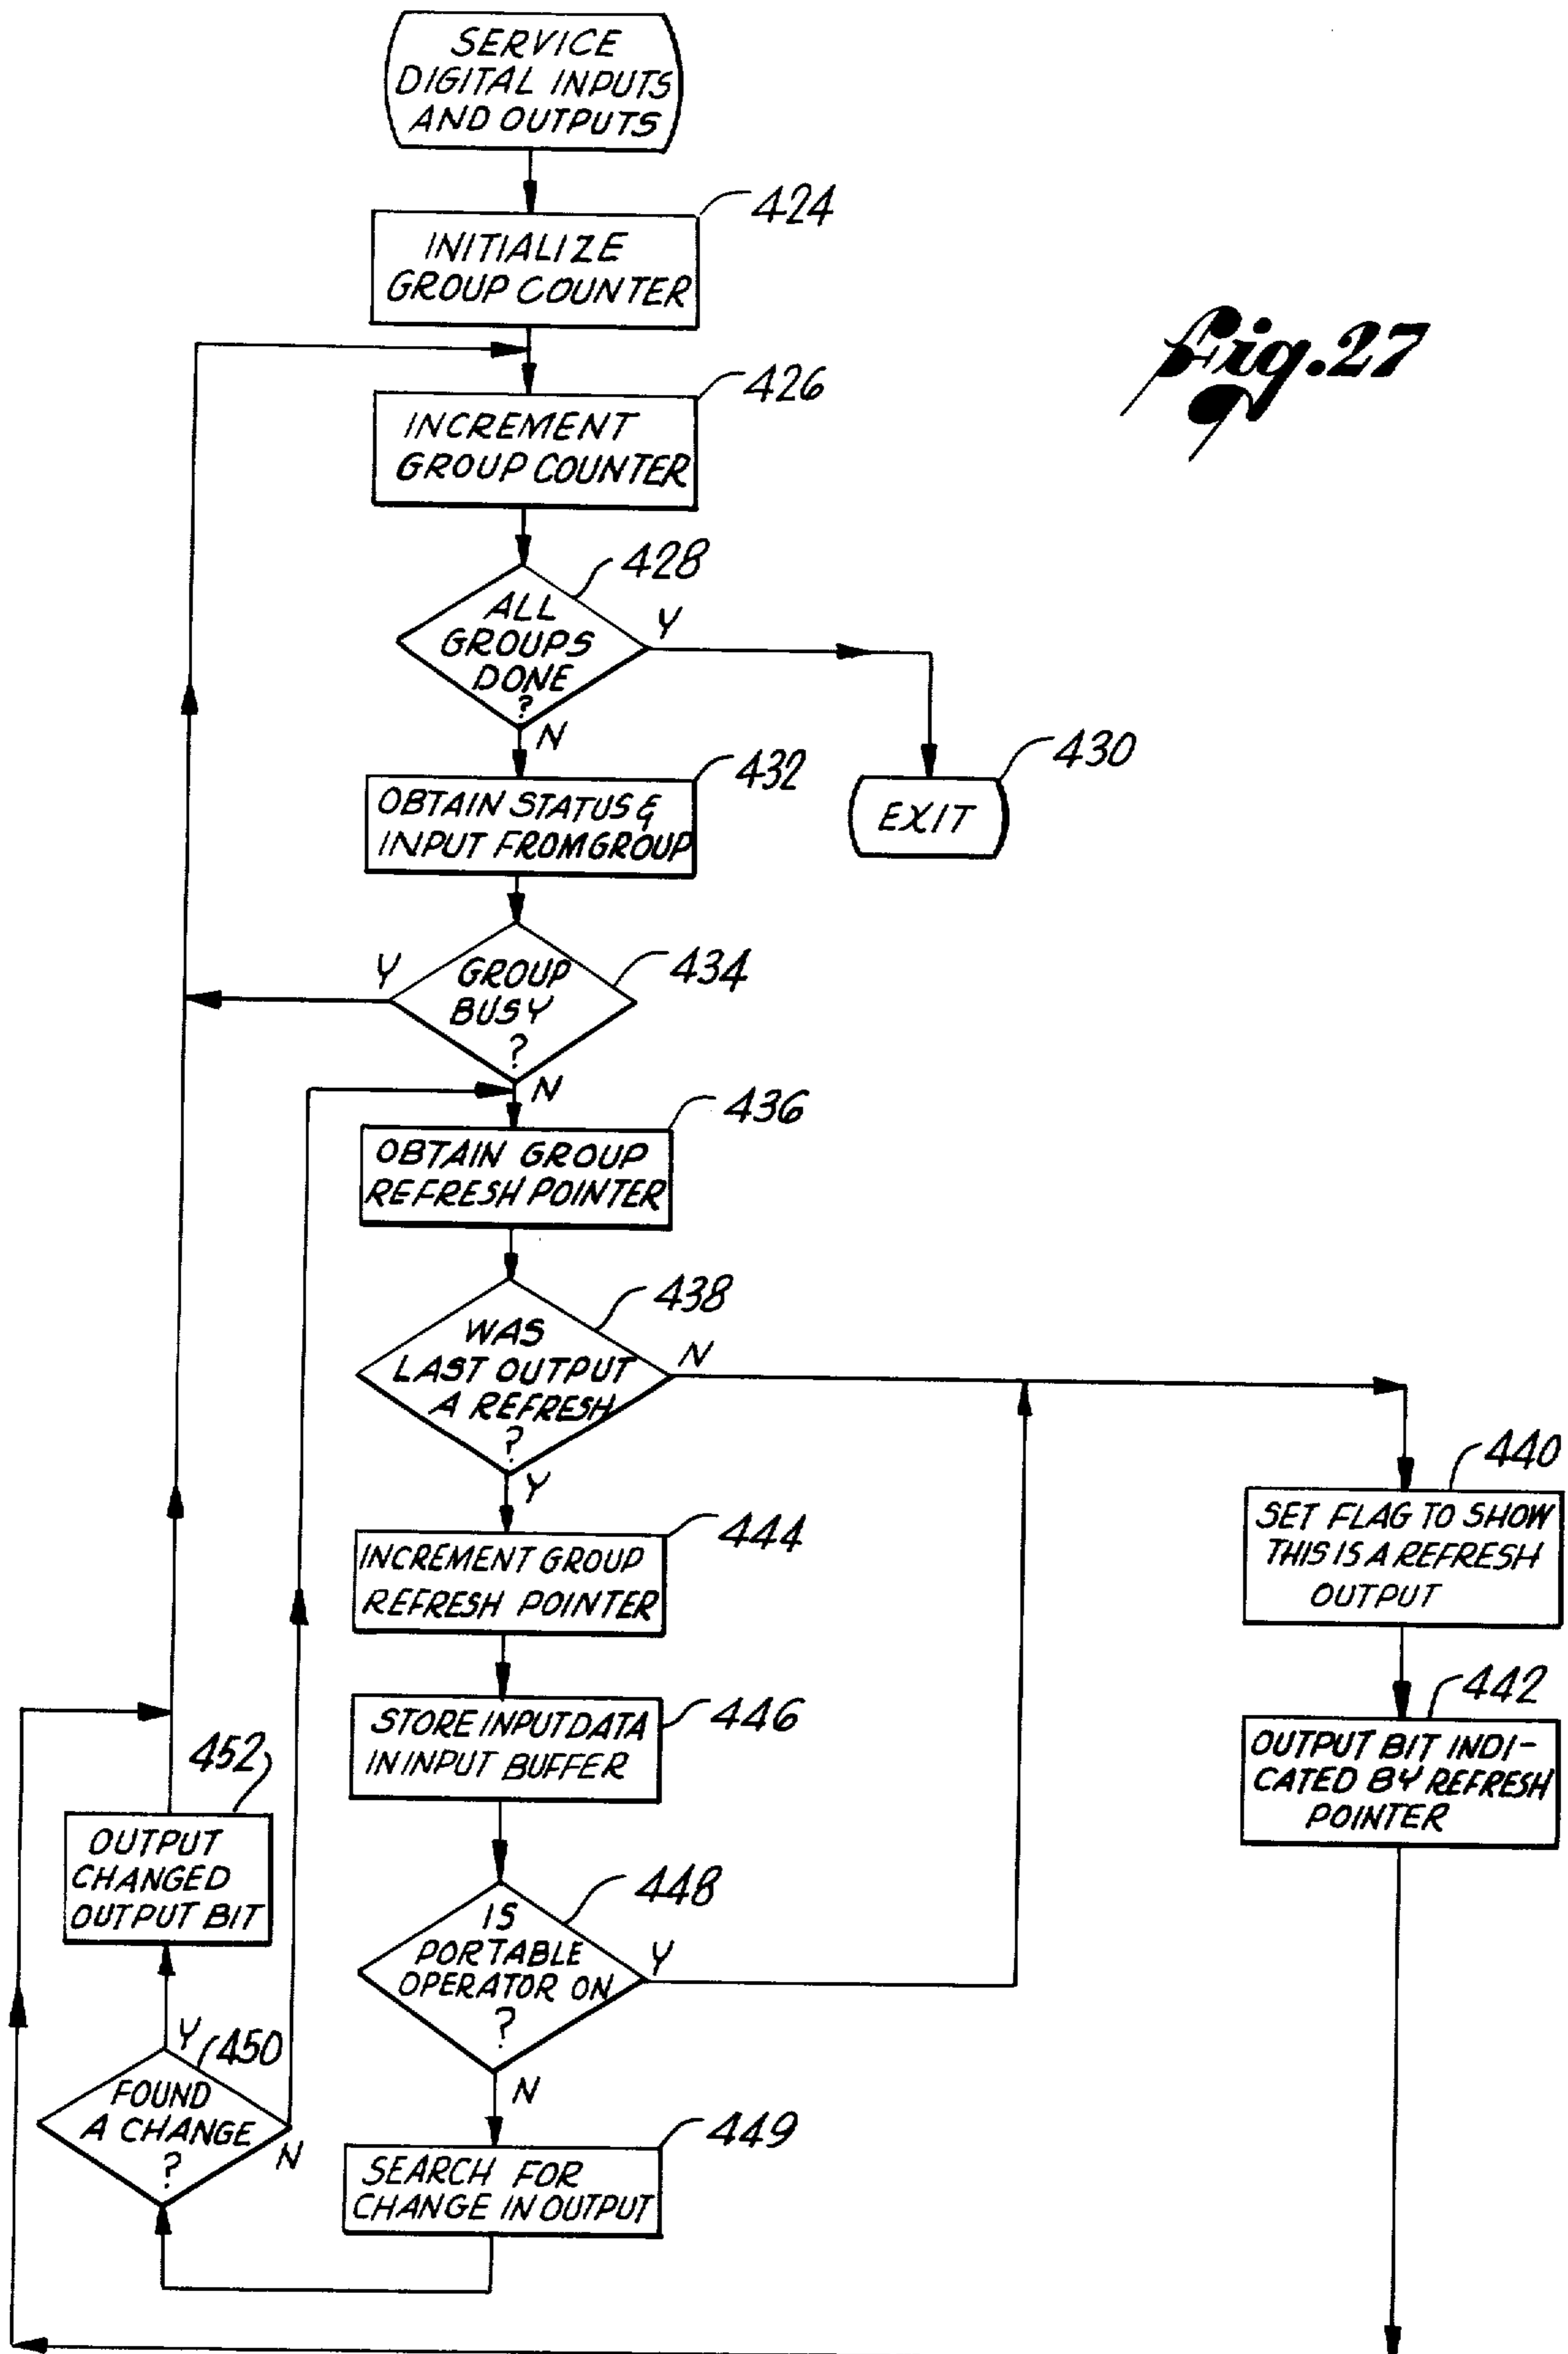 SERVICE
DIGITAL INPUTS
AND OUTPUTS
424
INITIALIZE
GROUP COUNTER
Fig. 27
426
INCREMENT
GROUP COUNTER
428
ALL
GROUPS
DONE
?
Y
N
432
430
OBTAIN STATUS &
INPUT FROM GROUP
EXIT
434
Y
GROUP
BUSY
?
N
436
OBTAIN GROUP
REFRESH POINTER
438
WAS
LAST OUTPUT
A REFRESH
?
N
Y
440
SET FLAG TO SHOW
THIS IS A REFRESH
OUTPUT
444
INCREMENT GROUP
REFRESH POINTER
442
OUTPUT BIT INDI-
CATED BY REFRESH
POINTER
446
STORE INPUT DATA
IN INPUT BUFFER
452
OUTPUT
CHANGED
OUTPUT BIT
448
IS
PORTABLE
OPERATOR ON
?
Y
N
Y
450
FOUND
A CHANGE
?
N
449
SEARCH FOR
CHANGE IN OUTPUT